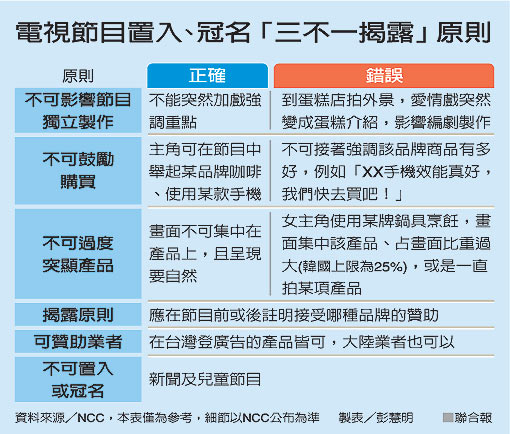 電視節目置入、冠名「三不一揭露」原則
原則 正確 錯誤
不可影響節目
獨立製作
不能突然加戲強
調重點
到蛋糕店拍外景，愛情戲突然
變成蛋糕介紹，影響編劇製作
不可鼓勵
購買
主角可在節目中
舉起某品牌咖啡
、使用某款手機
不可接著強調該品牌商品有多
好，例如「XX手機效能真好，
我們快去買吧！」
不可過度
突顯產品
畫面不可集中在
產品上，且呈現
要自然
女主角使用某牌鍋具烹飪，畫
面集中該產品、占畫面比重過
大(韓國上限為25%)，或是一直
拍某項產品
揭露原則 應在節目前或後註明接受哪種品牌的贊助
可贊助業者 在台灣登廣告的產品皆可，大陸業者也可以
不可置入
或冠名
新聞及兒童節目
資料來源／NCC，本表僅為參考，細節以NCC公布為準 製表／彭慧明 ■聯合報